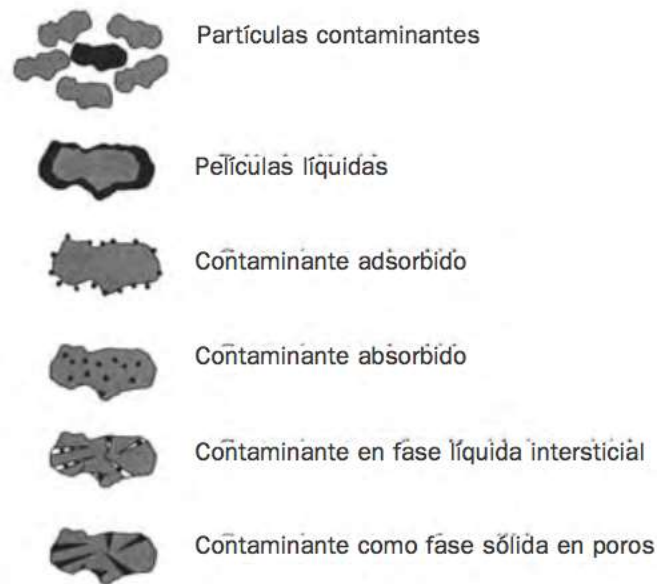 Partículas contaminantes
Películas líquidas
Contaminante adsorbido
Contaminante absorbido
Contaminante en fase líquida intersticial
Contaminante como fase sólida en poros